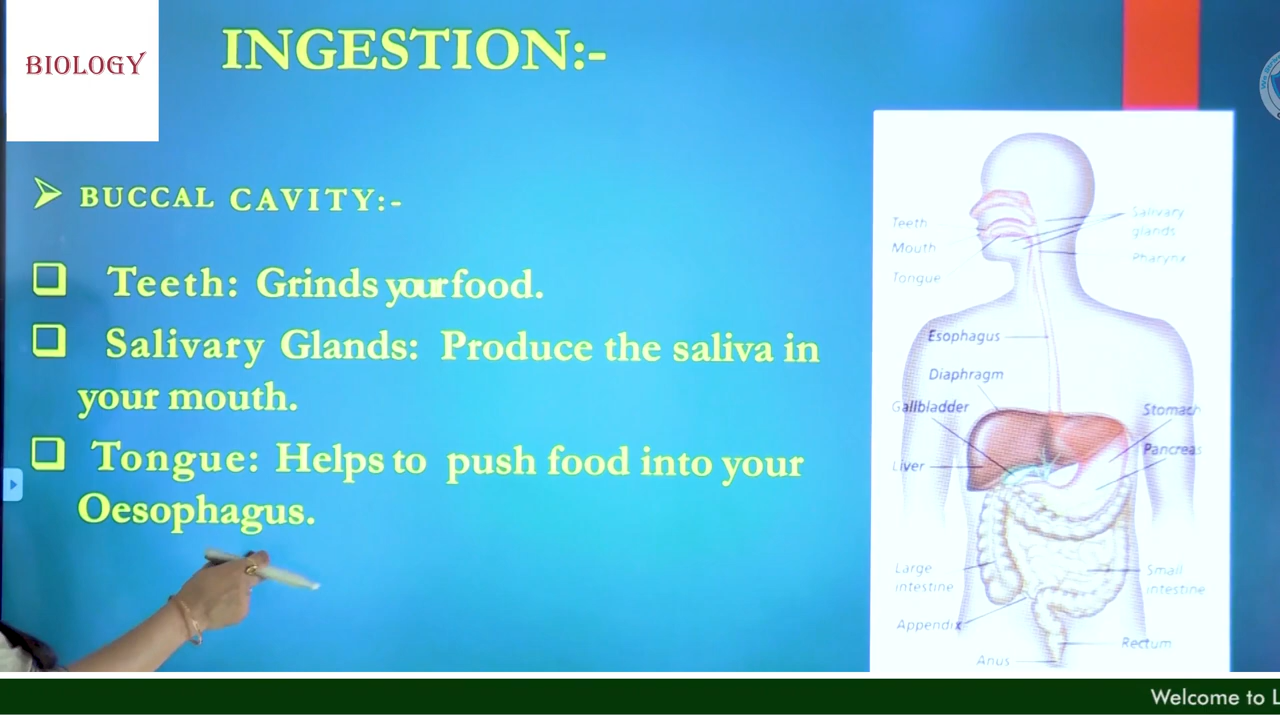 BIOLOGY
INGESTION:-
BUCCAL CAVITY:-
Teeth: Grinds your food.
Salivary Glands: Produce the saliva in
your mouth.
Tongue: Helps to push food into your
Oesophagus.
Teeth
Mouth
Tongue
Salivary
glands
Pharynx
Esophagus
Diaphragm
Gallbladder
Liver
Stomach
Pancreas
Large
intestine
Appendix
Anus
Small
intestine
Rectum
Welcome to L